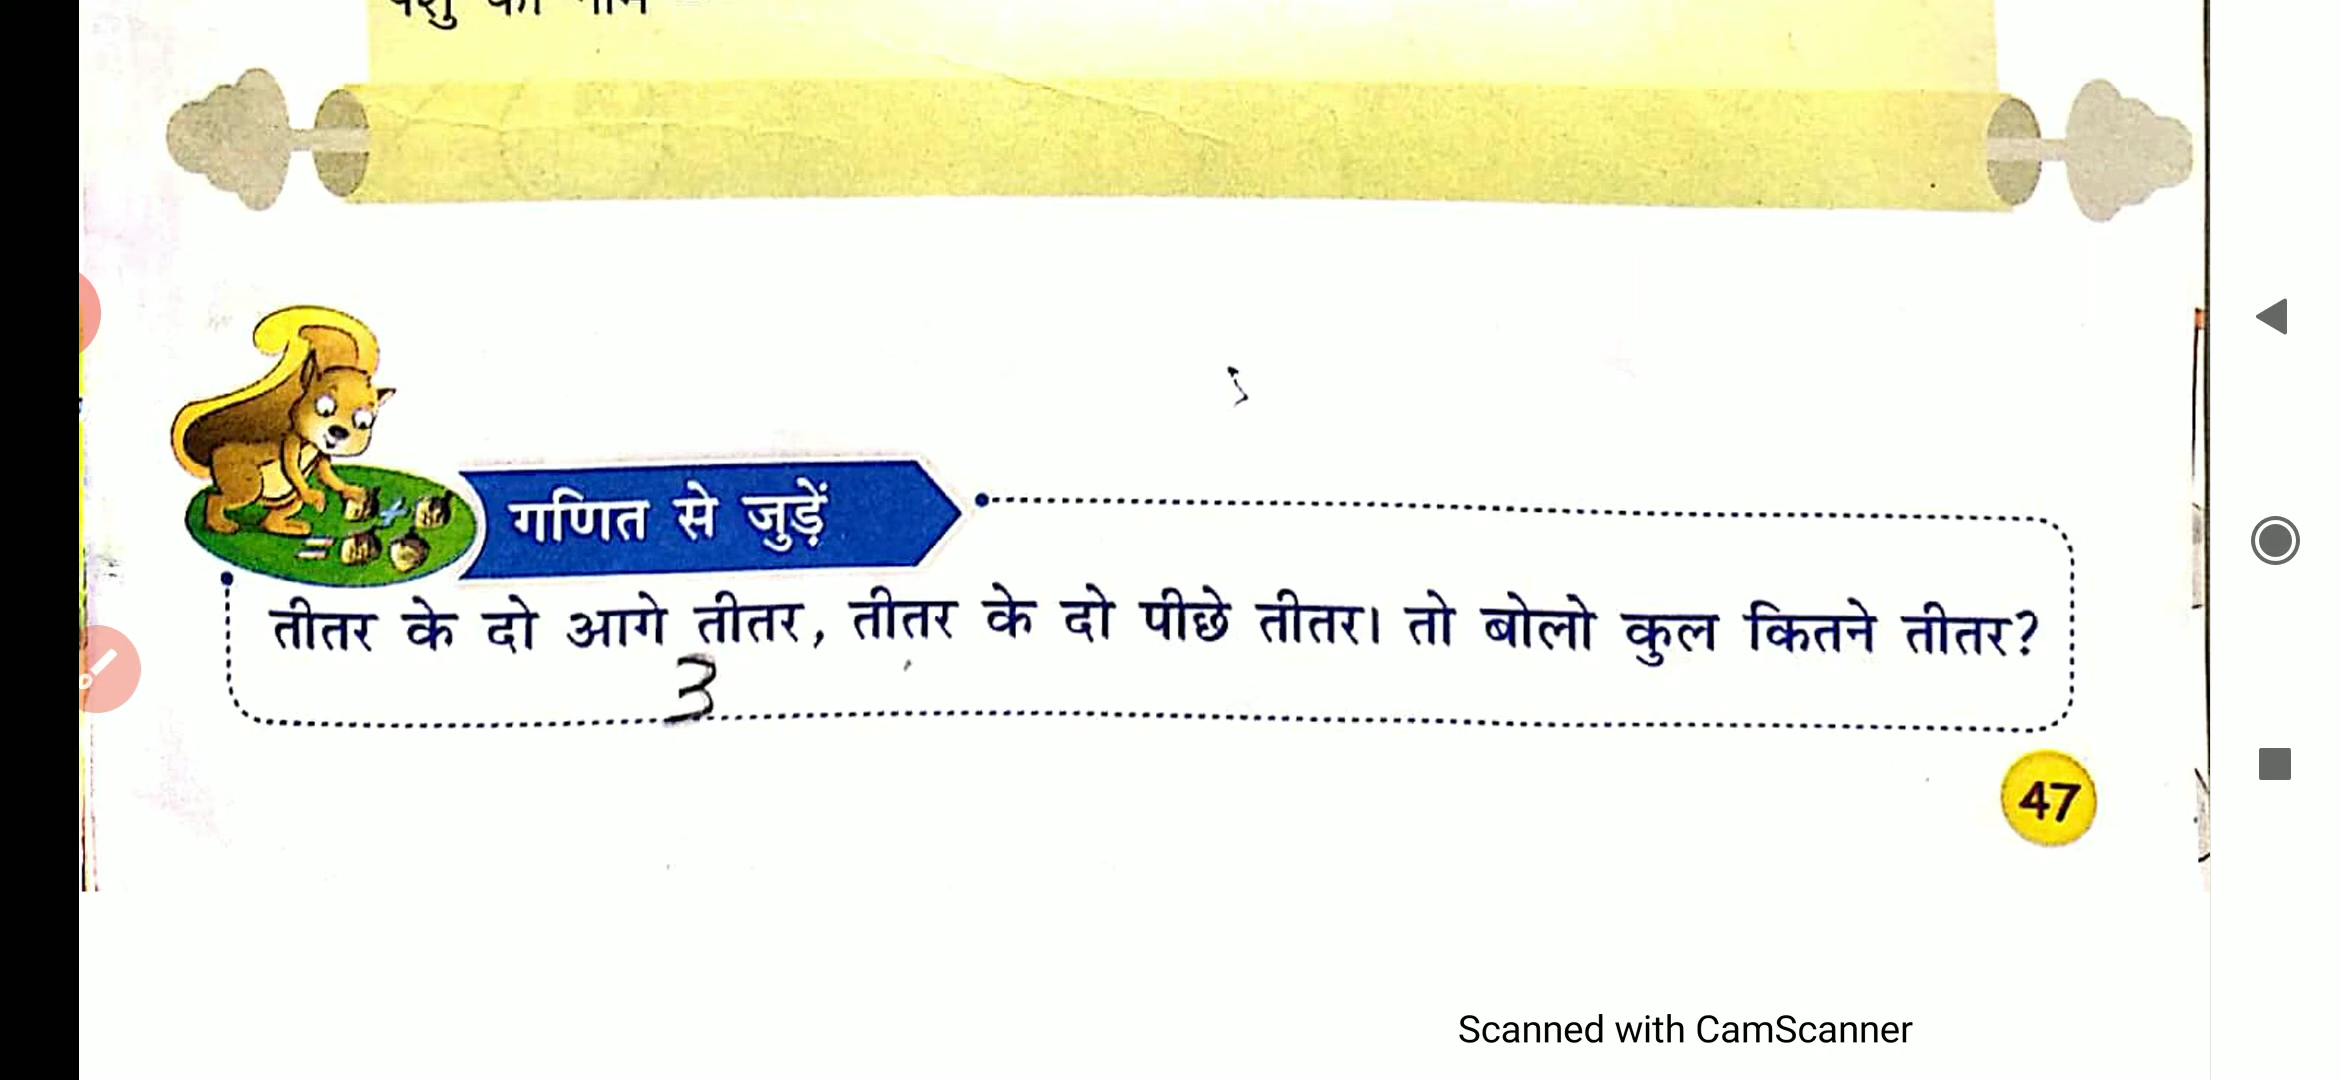 गणित से जुड़ें
तीतर के दो आगे तीतर, तीतर के दो पीछे तीतर। तो बोलो कुल कितने तीतर?
3
47
Scanned with CamScanner